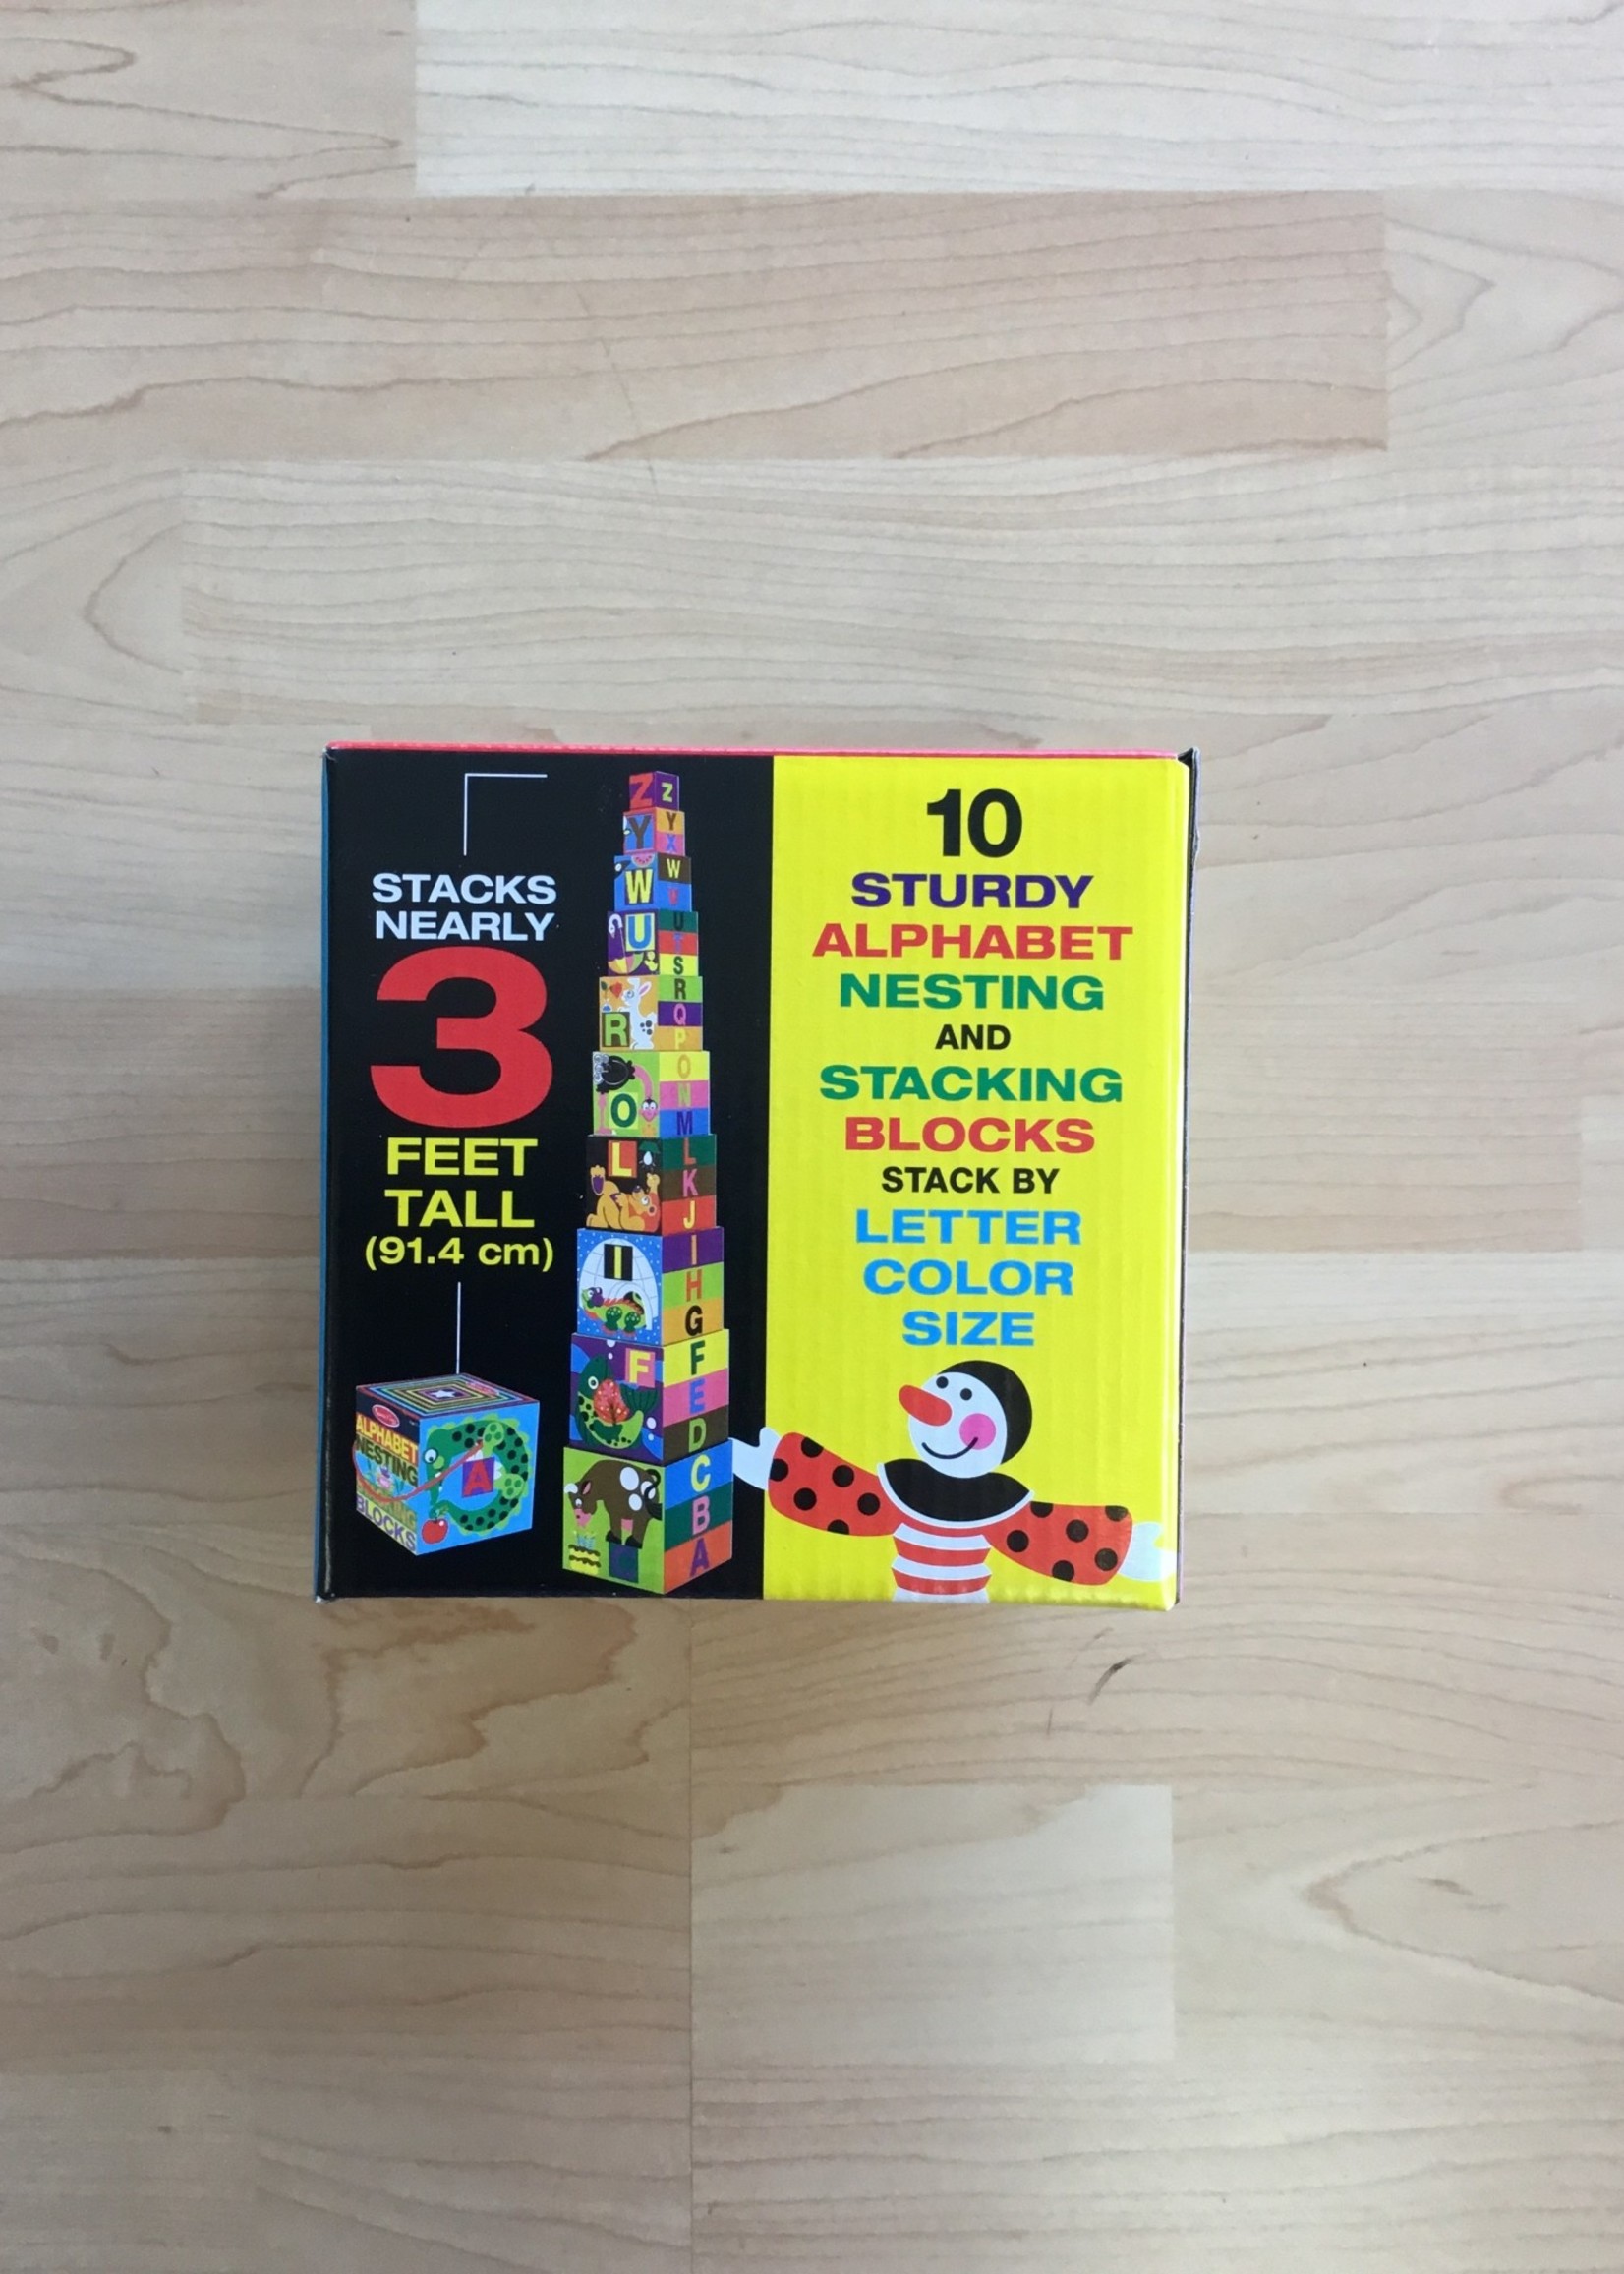 STACKS
NEARLY
3
FEET
TALL
(91.4 cm)
10
STURDY
ALPHABET
NESTING
AND
STACKING
BLOCKS
STACK BY
LETTER
COLOR
SIZE
Z
Z
Y
Y
X
W
W
U
U
T
S
R
R
Q
P
O
O
N
M
L
L
K
J
I
I
H
G
F
F
E
D
C
B
A
ALPHABET
NESTING
BLOCKS
A